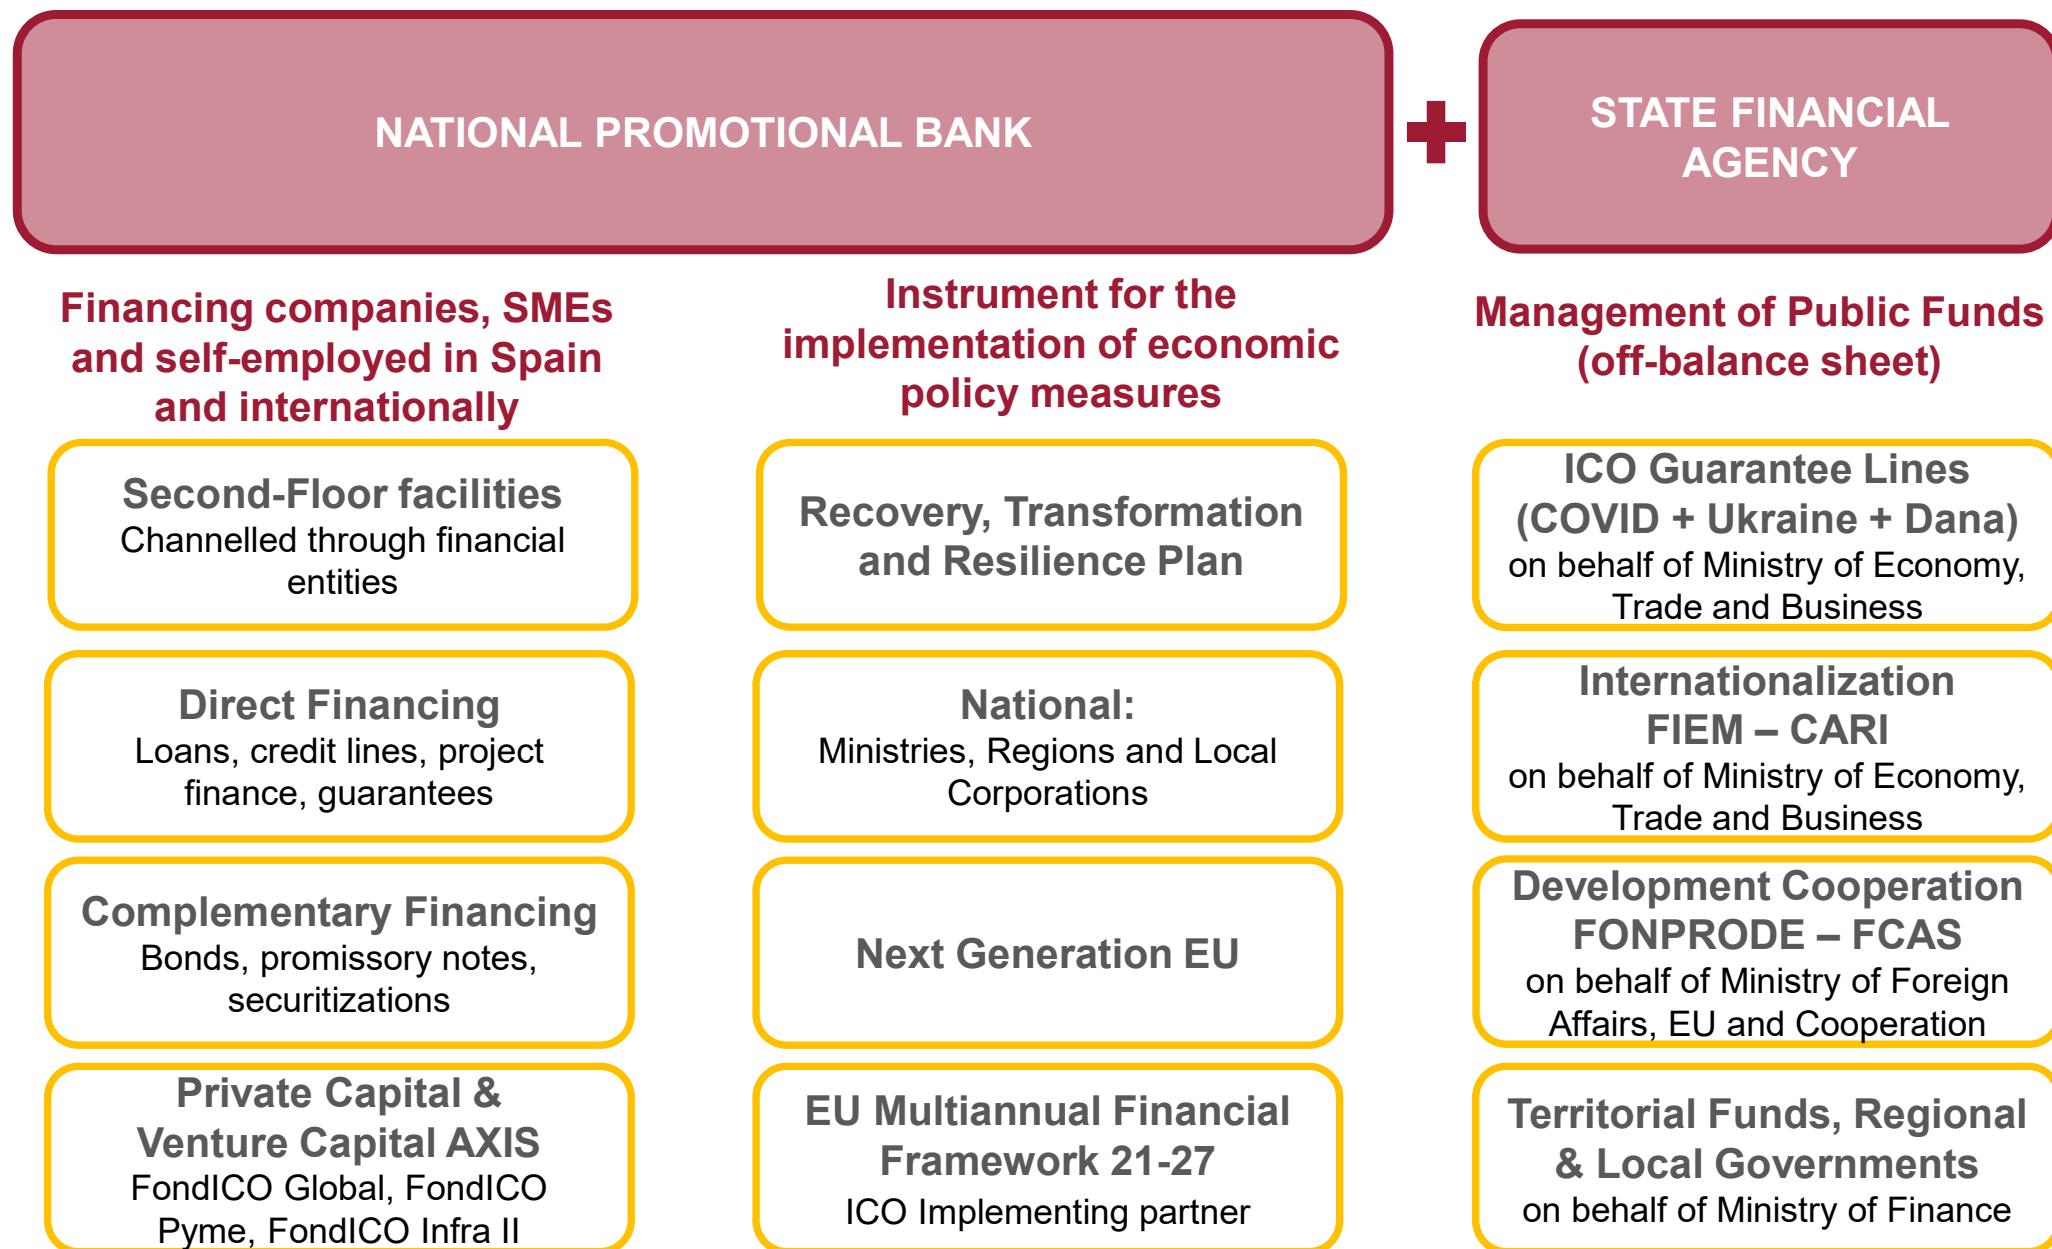 NATIONAL PROMOTIONAL BANK
STATE FINANCIAL
AGENCY
Financing companies, SMEs
and self-employed in Spain
and internationally
Second-Floor facilities
Channelled through financial
entities
Direct Financing
Loans, credit lines, project
finance, guarantees
Complementary Financing
Bonds, promissory notes,
securitizations
Private Capital &
Venture Capital AXIS
FondICO Global, FondICO
Pyme, FondICO Infra II
Instrument for the
implementation of economic
policy measures
Recovery, Transformation
and Resilience Plan
National:
Ministries, Regions and Local
Corporations
Next Generation EU
EU Multiannual Financial
Framework 21-27
ICO Implementing partner
Management of Public Funds
(off-balance sheet)
ICO Guarantee Lines
(COVID + Ukraine + Dana)
on behalf of Ministry of Economy,
Trade and Business
Internationalization
FIEM – CARI
on behalf of Ministry of Economy,
Trade and Business
Development Cooperation
FONPRODE – FCAS
on behalf of Ministry of Foreign
Affairs, EU and Cooperation
Territorial Funds, Regional
& Local Governments
on behalf of Ministry of Finance